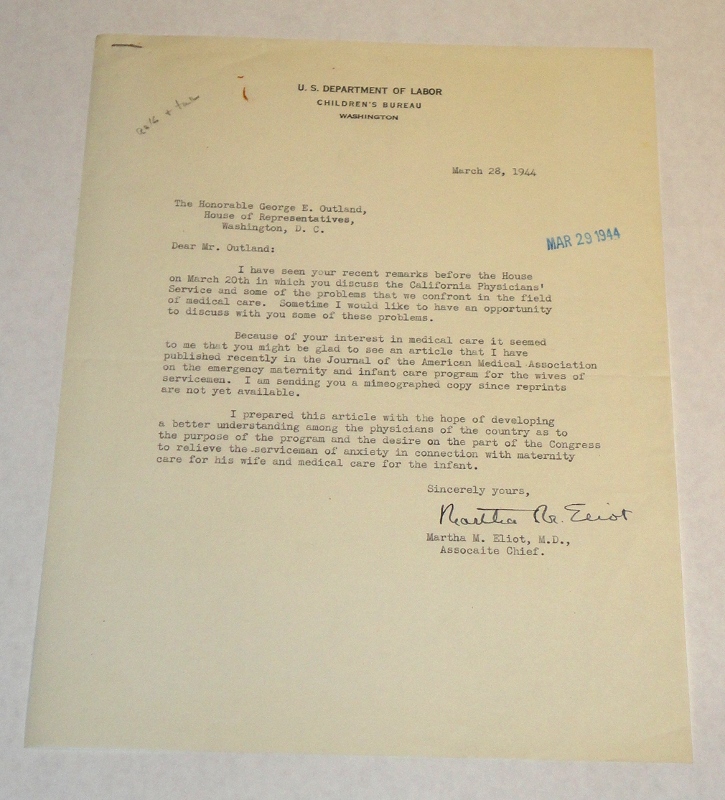 U. S. DEPARTMENT OF LABOR
CHILDREN'S BUREAU
WASHINGTON
March 28, 1944
The Honorable George E. Outland,
House of Representatives,
Washington, D. C.
MAR 29 1944
Dear Mr. Outland:
I have seen your recent remarks before the House
on March 20th in which you discuss the California Physicians'
Service and some of the problems that we confront in the field
of medical care. Sometime I would like to have an opportunity
to discuss with you some of these problems.
Because of your interest in medical care it seemed
to me that you might be glad to see an article that I have
published recently in the Journal of the American Medical Association
on the emergency maternity and infant care program for the wives of
servicemen. I am sending you a mimeographed copy since reprints
are not yet available.
I prepared this article with the hope of developing
a better understanding among the physicians of the country as to
the purpose of the program and the desire on the part of the Congress
to relieve the serviceman of anxiety in connection with maternity
care for his wife and medical care for the infant.
Sincerely yours,
Martha M. Eliot
Martha M. Eliot, M.D.,
Assocaite Chief.